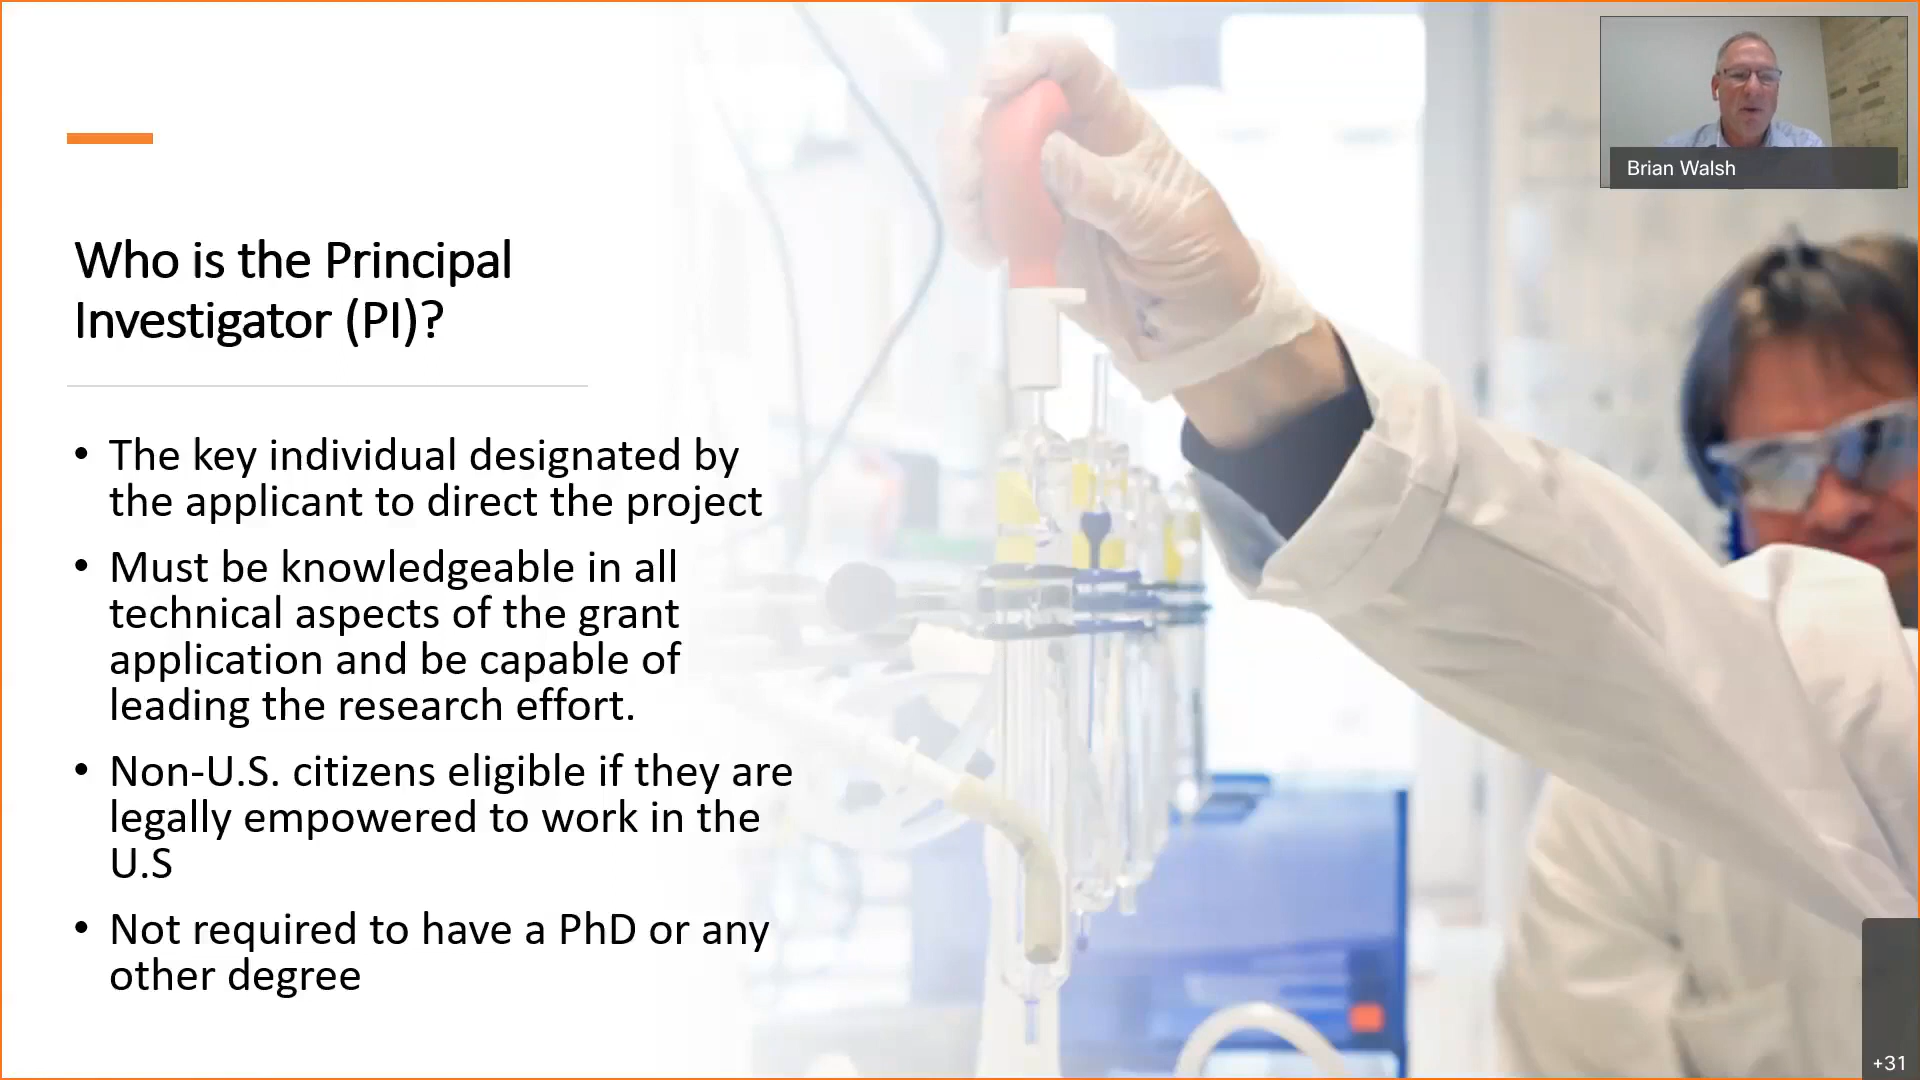 Brian Walsh
Who is the Principal
Investigator (PI)?
• The key individual designated by
the applicant to direct the project
• Must be knowledgeable in all
technical aspects of the grant
application and be capable of
leading the research effort.
• Non-U.S. citizens eligible if they are
legally empowered to work in the
U.S
• Not required to have a PhD or any
other degree
+31